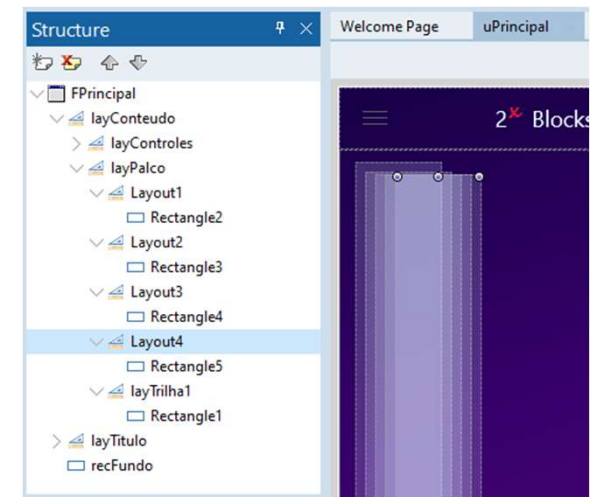 Structure
Welcome Page
uPrincipal
FPrincipal
layConteudo
layControles
layPalco
Layout1
Rectangle2
Layout2
Rectangle3
Layout3
Rectangle4
Layout4
Rectangle5
layTrilha1
Rectangle1
layTitulo
recFundo
2x Blocks